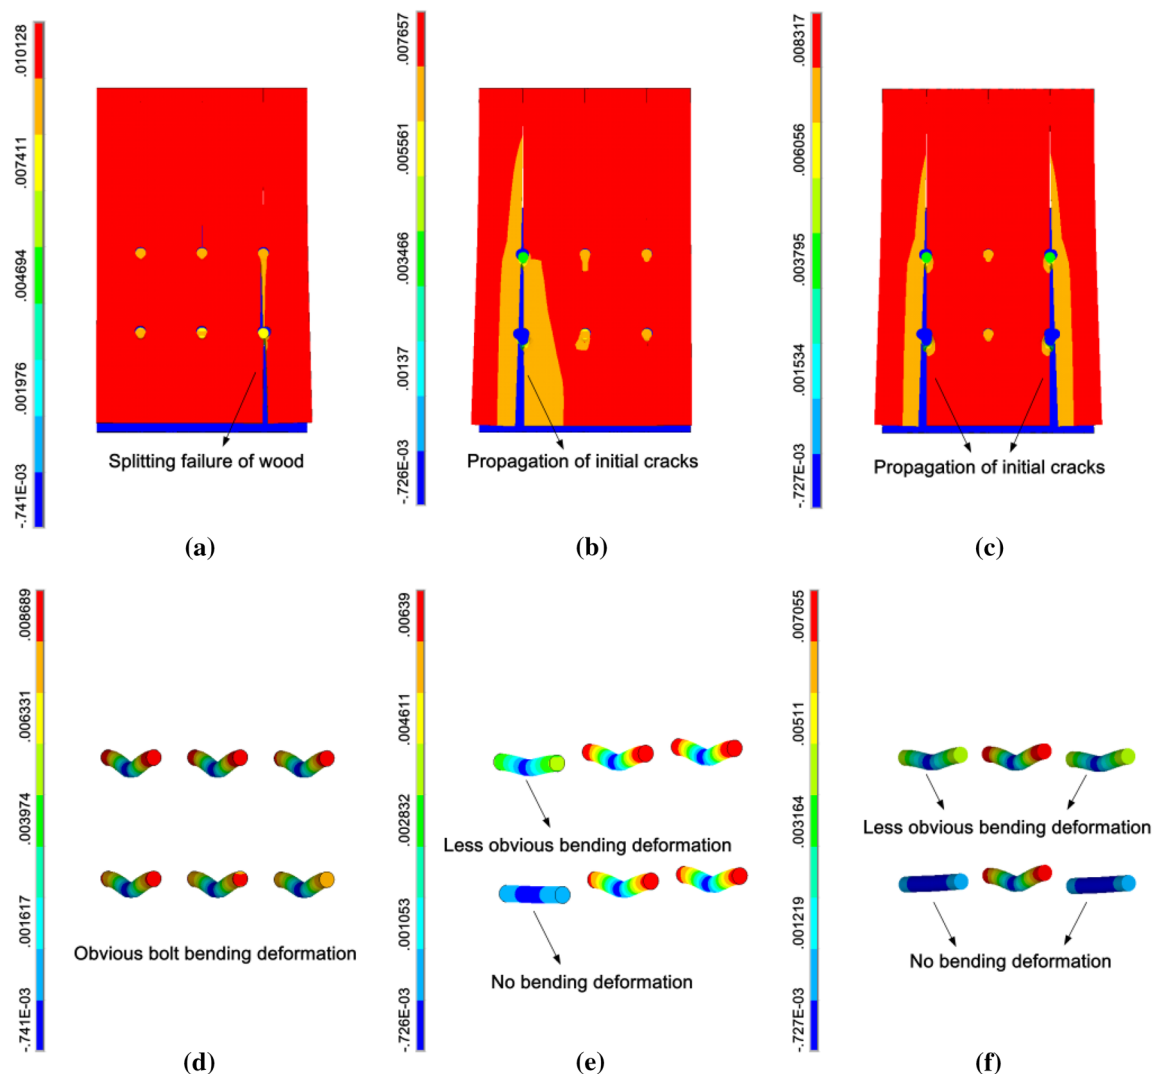 .010128
.007411
.004694
.001976
-.741E-03
Splitting failure of wood
(a)
.007657
.005561
.003466
.00137
-.726E-03
Propagation of initial cracks
(b)
.008317
.006056
.003795
.001534
-.727E-03
Propagation of initial cracks
(c)
.008689
.006331
.003974
.001617
-.741E-03
Obvious bolt bending deformation
(d)
.00639
.004611
.002832
.001053
-.726E-03
Less obvious bending deformation
No bending deformation
(e)
.007055
.00511
.003164
.001219
-.727E-03
Less obvious bending deformation
No bending deformation
(f)